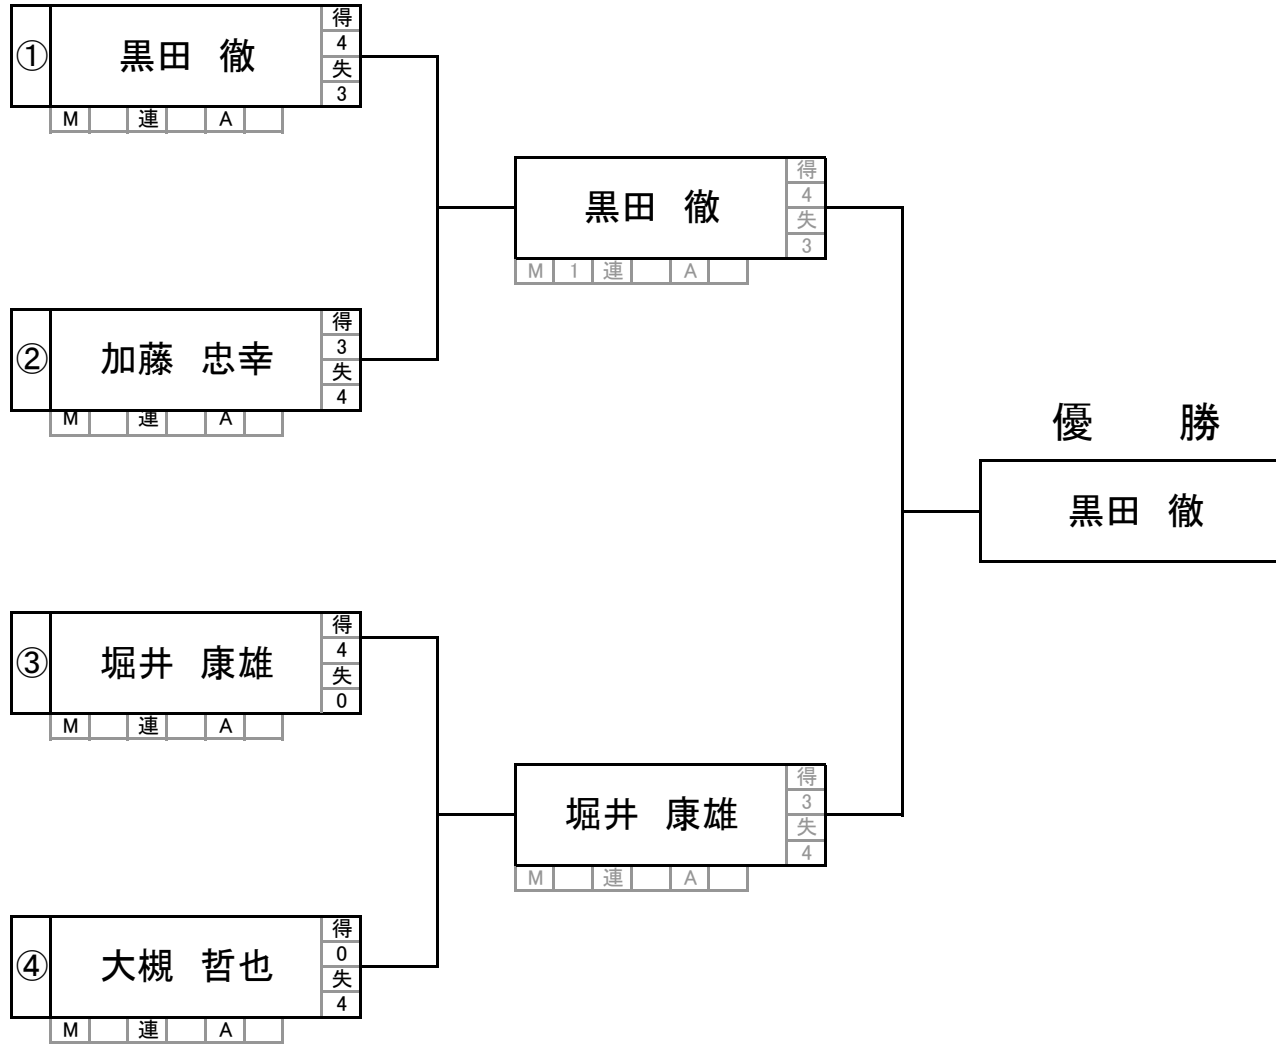 ① 黒田 徹 得 4 失 3
M 連 A
黒田 徹 得 4 失 3
M 1 連 A
② 加藤 忠幸 得 3 失 4
M 連 A
優 勝
黒田 徹
③ 堀井 康雄 得 4 失 0
M 連 A
堀井 康雄 得 3 失 4
M 連 A
④ 大槻 哲也 得 0 失 4
M 連 A